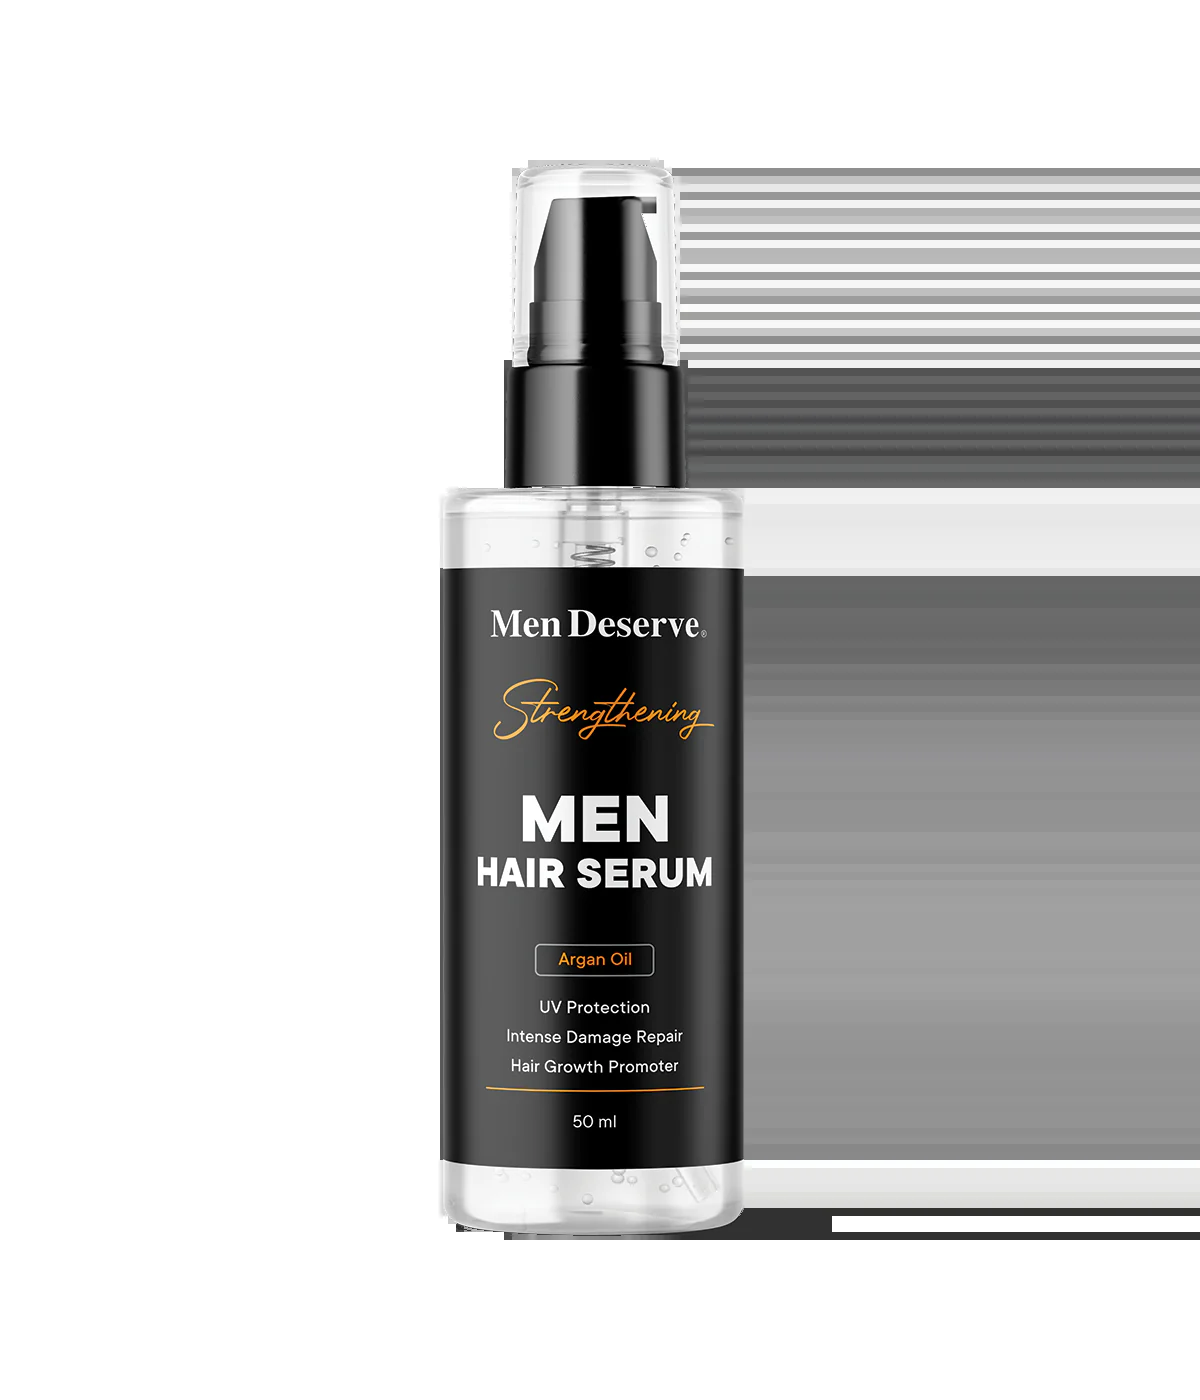 Men Deserve®
Strengthening
MEN
HAIR SERUM
Argan Oil
UV Protection
Intense Damage Repair
Hair Growth Promoter
50 ml